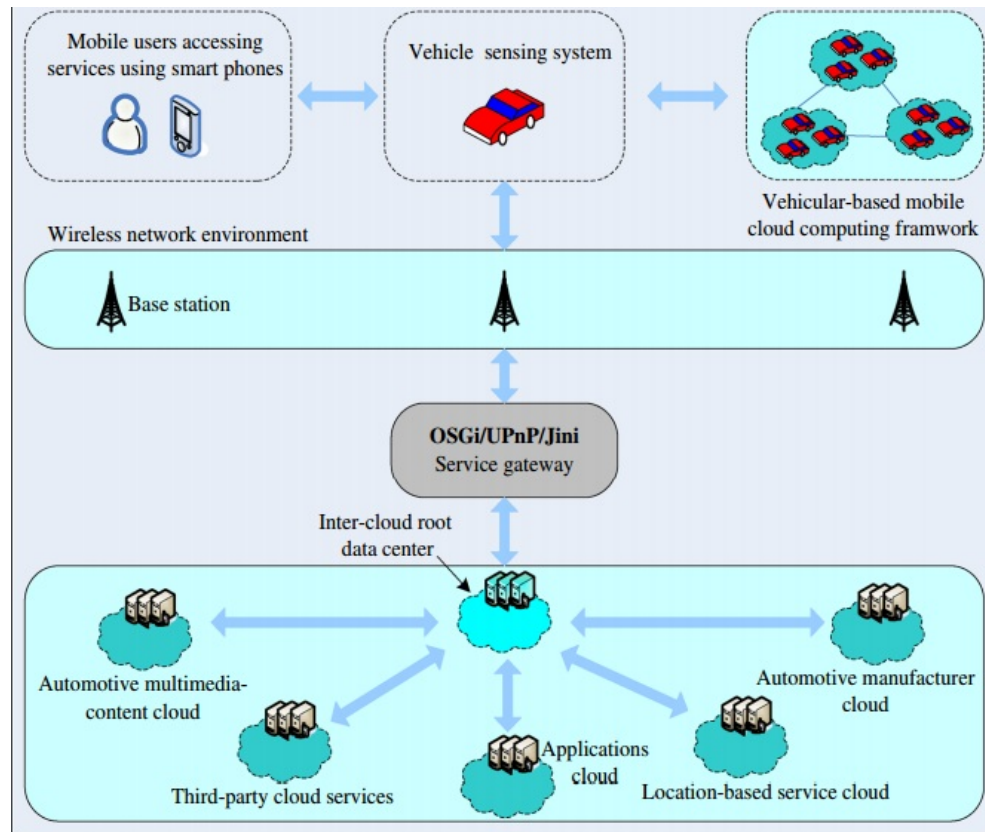 Mobile users accessing
services using smart phones
Vehicle sensing system
Vehicular-based mobile
cloud computing framwork
Wireless network environment
Base station
OSGi/UPnP/Jini
Service gateway
Inter-cloud root
data center
Automotive multimedia-
content cloud
Automotive manufacturer
cloud
Third-party cloud services
Applications
cloud
Location-based service cloud